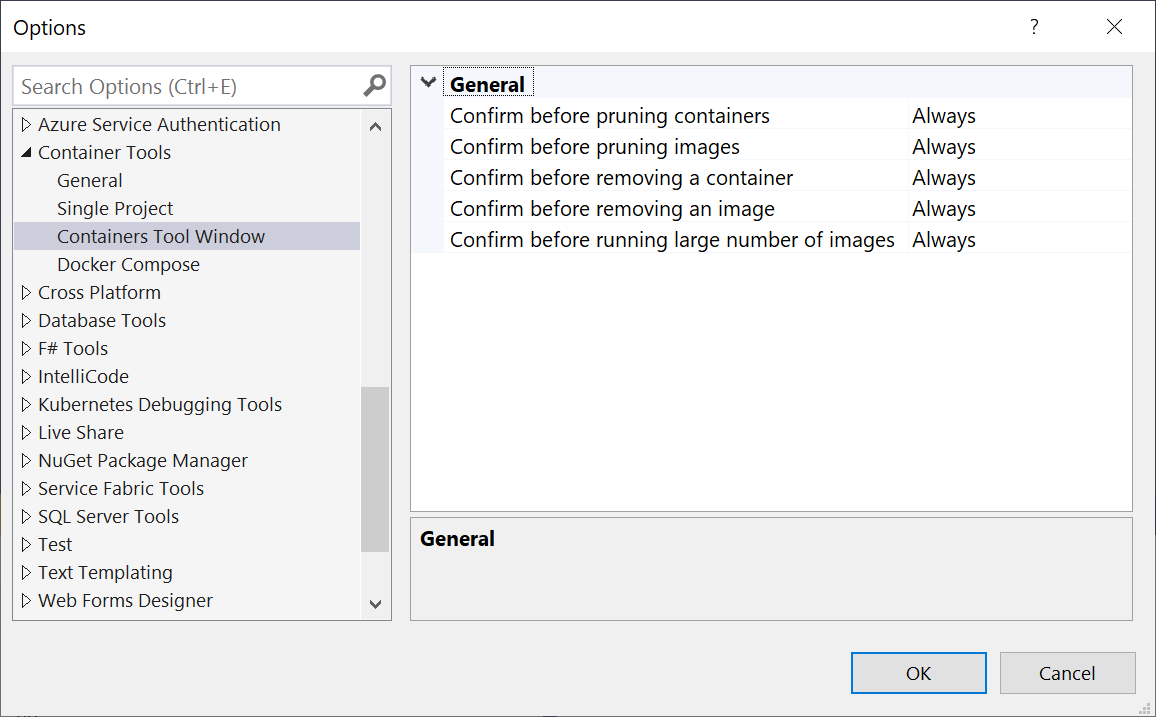 Options
?
Search Options (Ctrl+E)
Azure Service Authentication
Container Tools
General
Single Project
Containers Tool Window
Docker Compose
Cross Platform
Database Tools
F# Tools
IntelliCode
Kubernetes Debugging Tools
Live Share
NuGet Package Manager
Service Fabric Tools
SQL Server Tools
Test
Text Templating
Web Forms Designer
General
Confirm before pruning containers Always
Confirm before pruning images Always
Confirm before removing a container Always
Confirm before removing an image Always
Confirm before running large number of images Always
General
OK
Cancel